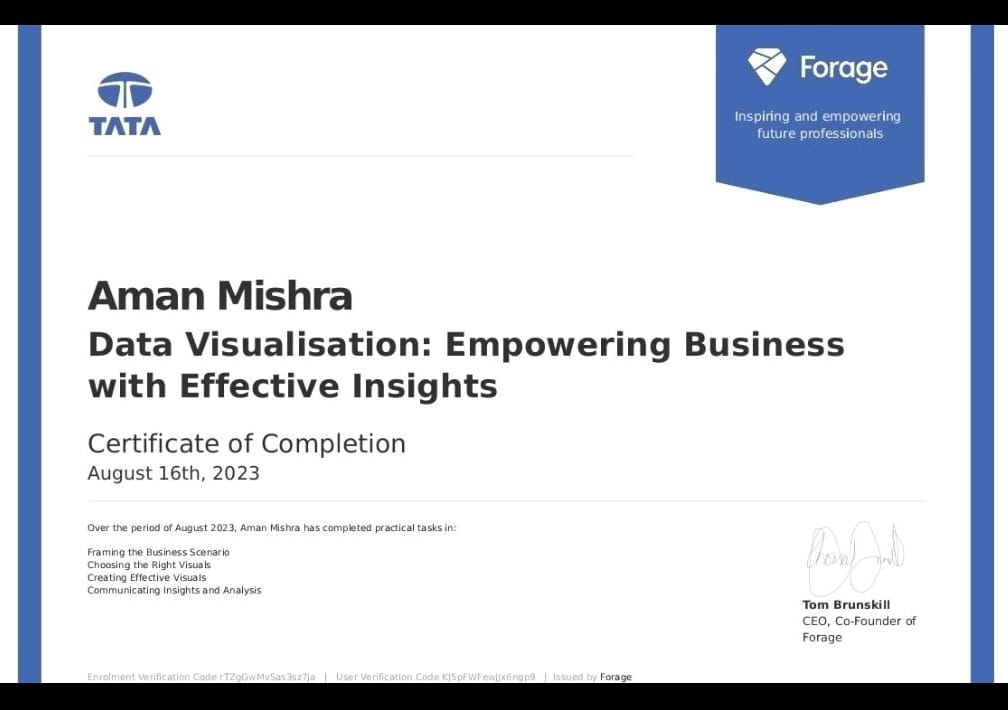 TATA
Forage
Inspiring and empowering
future professionals
Aman Mishra
Data Visualisation: Empowering Business
with Effective Insights
Certificate of Completion
August 16th, 2023
Over the period of August 2023, Aman Mishra has completed practical tasks in:
Framing the Business Scenario
Choosing the Right Visuals
Creating Effective Visuals
Communicating Insights and Analysis
Tom Brunskill
CEO, Co-Founder of
Forage
Enrolment Verification Code rTZgGwMvSas3sz7ja | User Verification Code | Issued by Forage